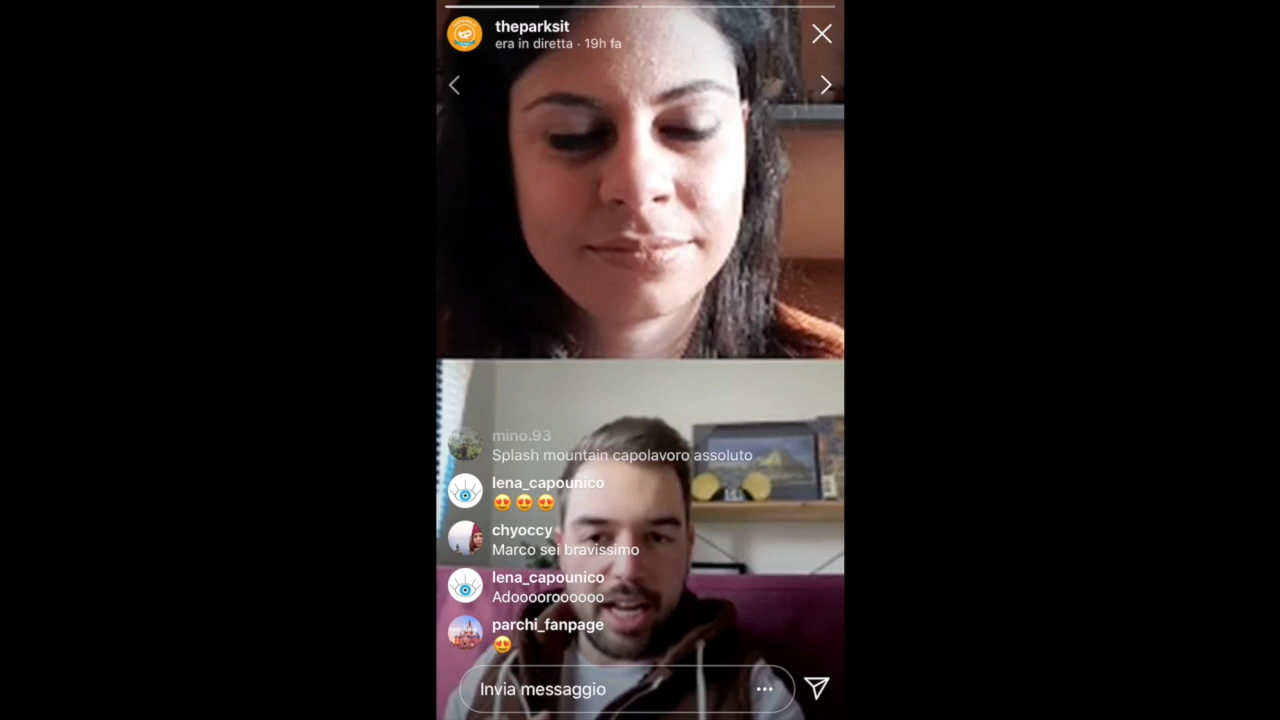 theparksit
era in diretta · 19h fa
mino.93
Splash mountain capolavoro assoluto
lena_capounico
😍😍😍
chyoccy
Marco sei bravissimo
lena_capounico
Adooooroooooo
parchi_fanpage
😍
Invia messaggio